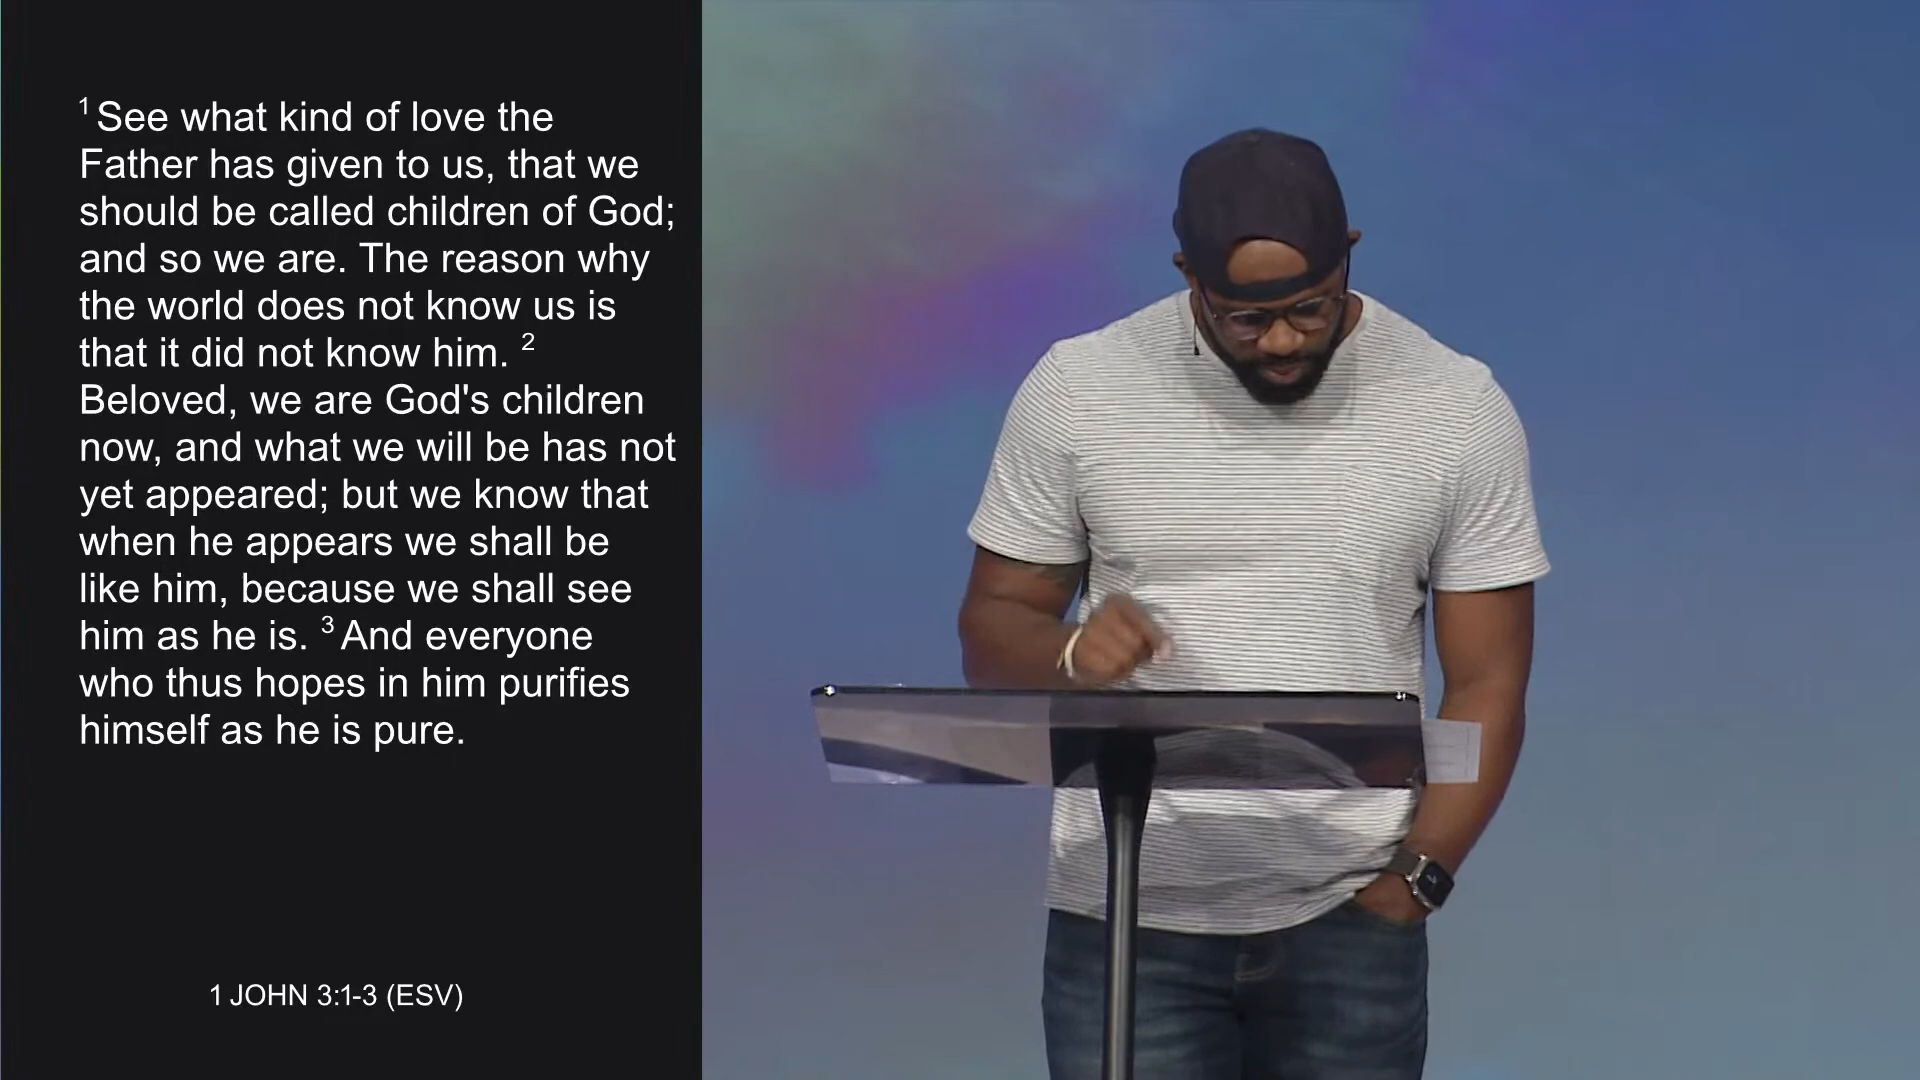 1 See what kind of love the
Father has given to us, that we
should be called children of God;
and so we are. The reason why
the world does not know us is
that it did not know him. 2
Beloved, we are God's children
now, and what we will be has not
yet appeared; but we know that
when he appears we shall be
like him, because we shall see
him as he is. 3 And everyone
who thus hopes in him purifies
himself as he is pure.
1 JOHN 3:1-3 (ESV)